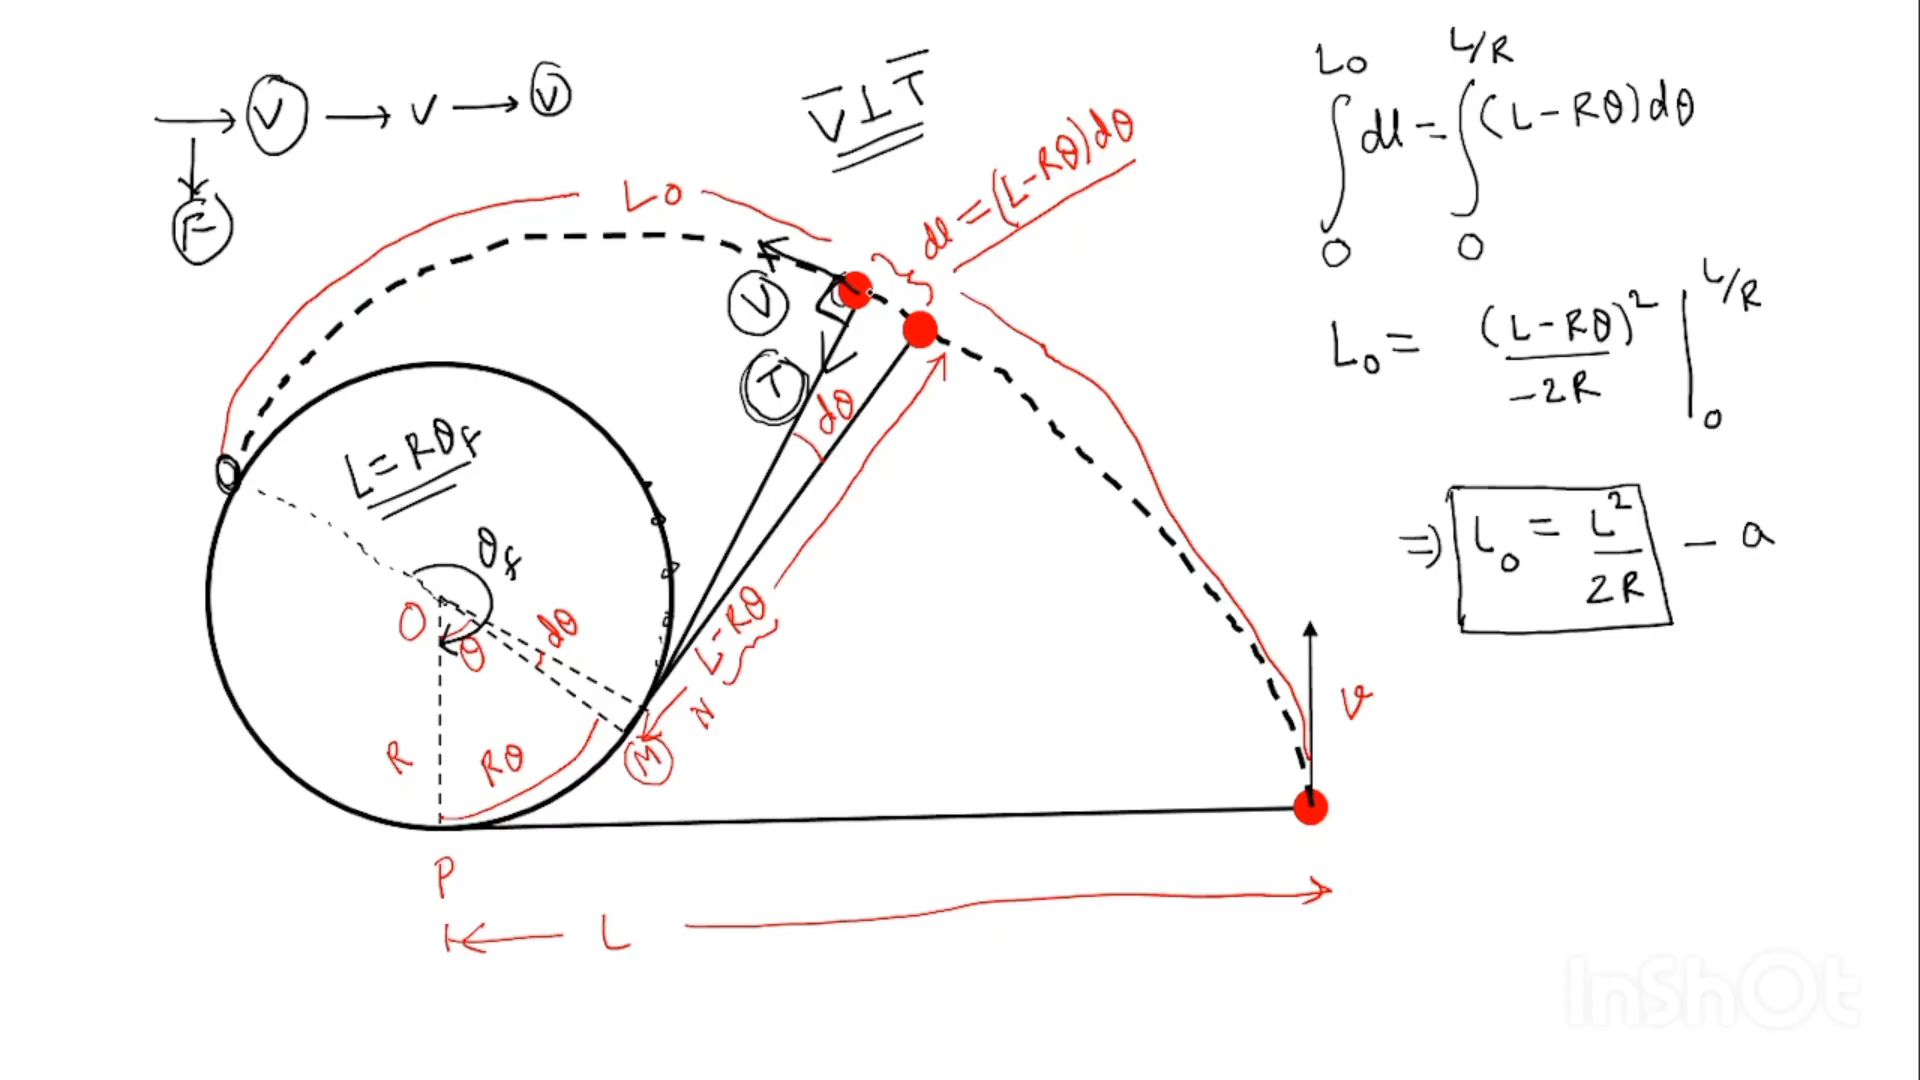 V → V → V
F
V̅ ⊥ T̅
L0
dl = (L-Rθ)dθ
V
T
dθ
L = Rθf
θf
O
θ
dθ
R
Rθ
M
N
L-Rθ
P
L
v
∫₀^{L0} dl = ∫₀^{L/R} (L-Rθ)dθ
L0 = (L-Rθ)² / -2R |₀^{L/R}
⇒ L0 = L² / 2R - a
InShOt